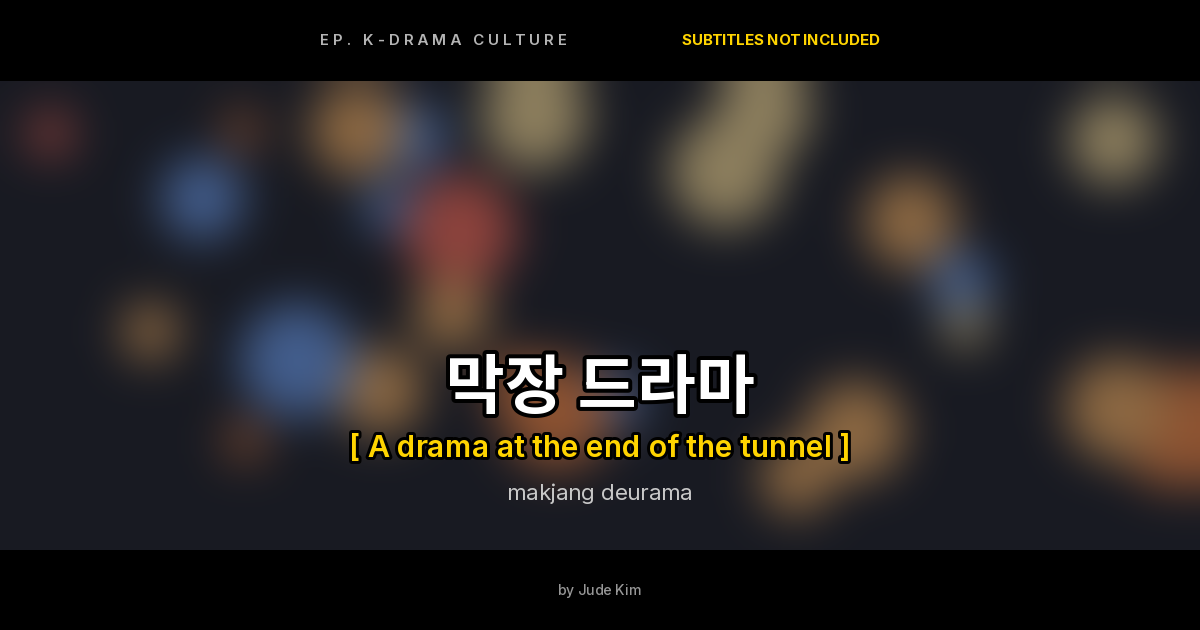 EP. K-DRAMA CULTURE
SUBTITLES NOT INCLUDED
막장 드라마
[ A drama at the end of the tunnel ]
makjang deurama
by Jude Kim